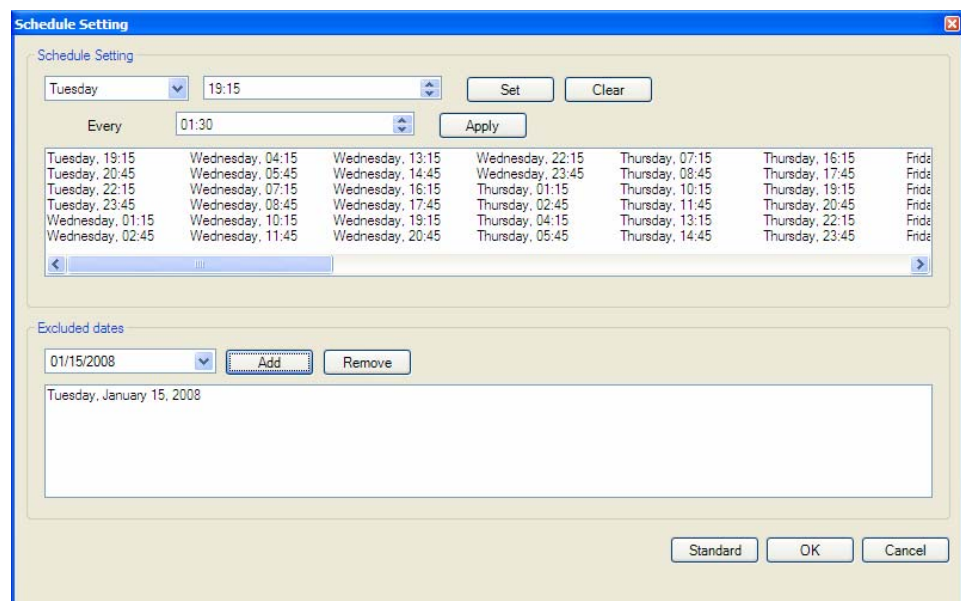 Schedule Setting
Schedule Setting
Tuesday 19:15 Set Clear
Every 01:30 Apply
Tuesday, 19:15 Wednesday, 04:15 Wednesday, 13:15 Wednesday, 22:15 Thursday, 07:15 Thursday, 16:15 Frida
Tuesday, 20:45 Wednesday, 05:45 Wednesday, 14:45 Wednesday, 23:45 Thursday, 08:45 Thursday, 17:45 Frida
Tuesday, 22:15 Wednesday, 07:15 Wednesday, 16:15 Thursday, 01:15 Thursday, 10:15 Thursday, 19:15 Frida
Tuesday, 23:45 Wednesday, 08:45 Wednesday, 17:45 Thursday, 02:45 Thursday, 11:45 Thursday, 20:45 Frida
Wednesday, 01:15 Wednesday, 10:15 Wednesday, 19:15 Thursday, 04:15 Thursday, 13:15 Thursday, 22:15 Frida
Wednesday, 02:45 Wednesday, 11:45 Wednesday, 20:45 Thursday, 05:45 Thursday, 14:45 Thursday, 23:45 Frida
Excluded dates
01/15/2008 Add Remove
Tuesday, January 15, 2008
Standard OK Cancel